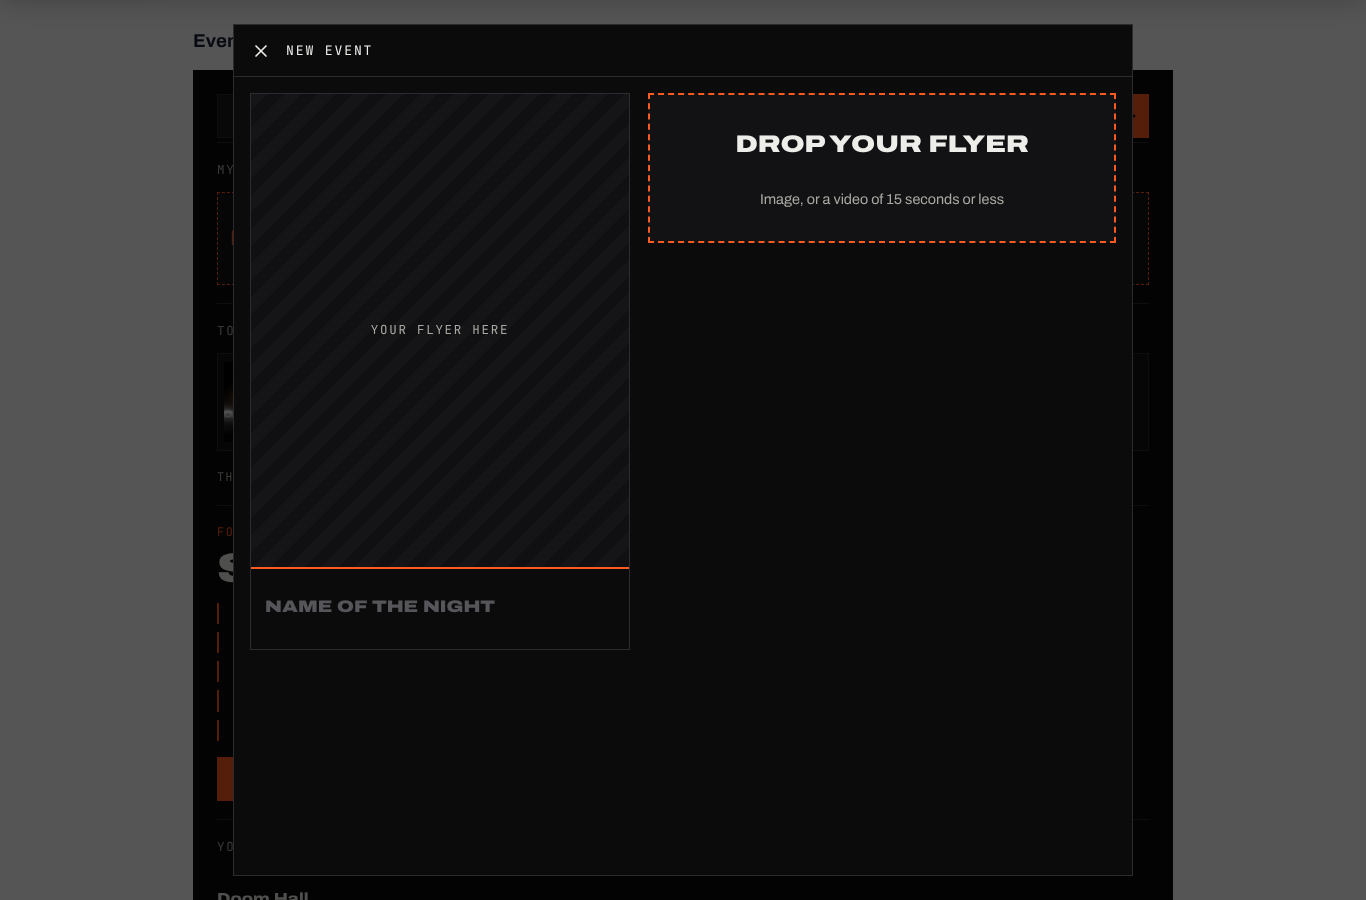 NEW EVENT
YOUR FLYER HERE
NAME OF THE NIGHT
DROP YOUR FLYER
Image, or a video of 15 seconds or less
Doom Hall